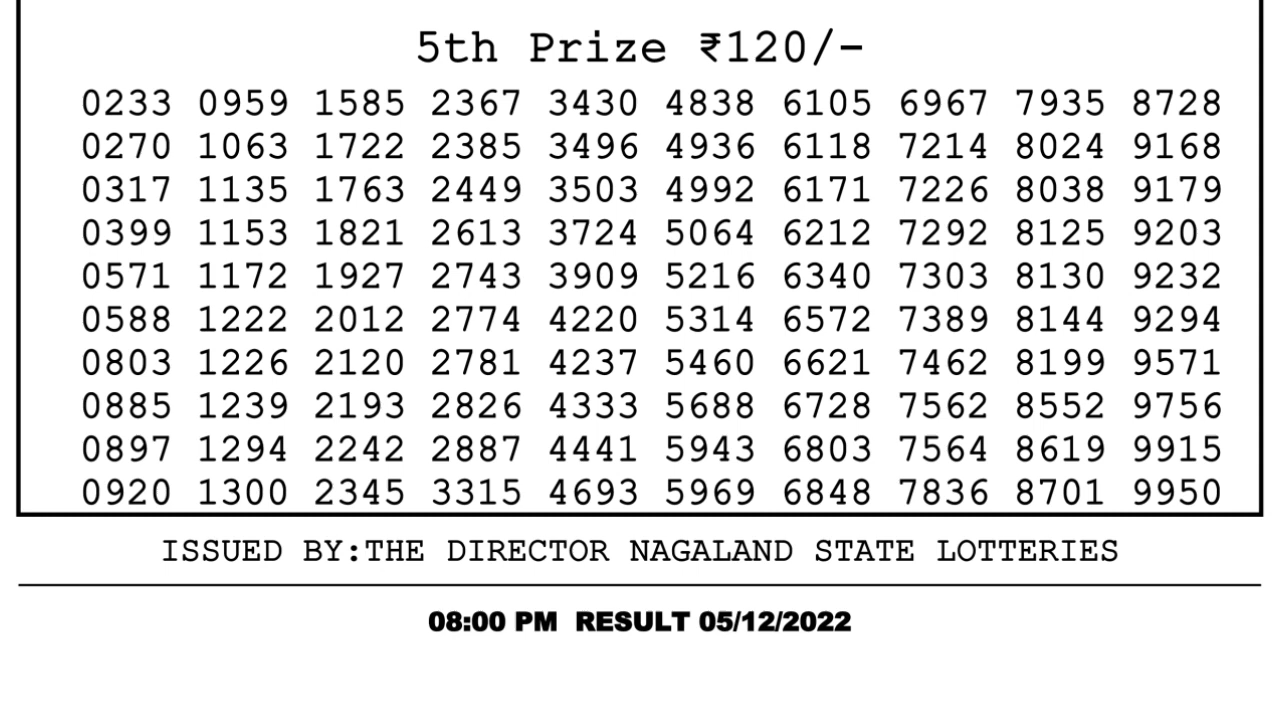 5th Prize ₹120/-
0233 0959 1585 2367 3430 4838 6105 6967 7935 8728
0270 1063 1722 2385 3496 4936 6118 7214 8024 9168
0317 1135 1763 2449 3503 4992 6171 7226 8038 9179
0399 1153 1821 2613 3724 5064 6212 7292 8125 9203
0571 1172 1927 2743 3909 5216 6340 7303 8130 9232
0588 1222 2012 2774 4220 5314 6572 7389 8144 9294
0803 1226 2120 2781 4237 5460 6621 7462 8199 9571
0885 1239 2193 2826 4333 5688 6728 7562 8552 9756
0897 1294 2242 2887 4441 5943 6803 7564 8619 9915
0920 1300 2345 3315 4693 5969 6848 7836 8701 9950
ISSUED BY:THE DIRECTOR NAGALAND STATE LOTTERIES
08:00 PM RESULT 05/12/2022